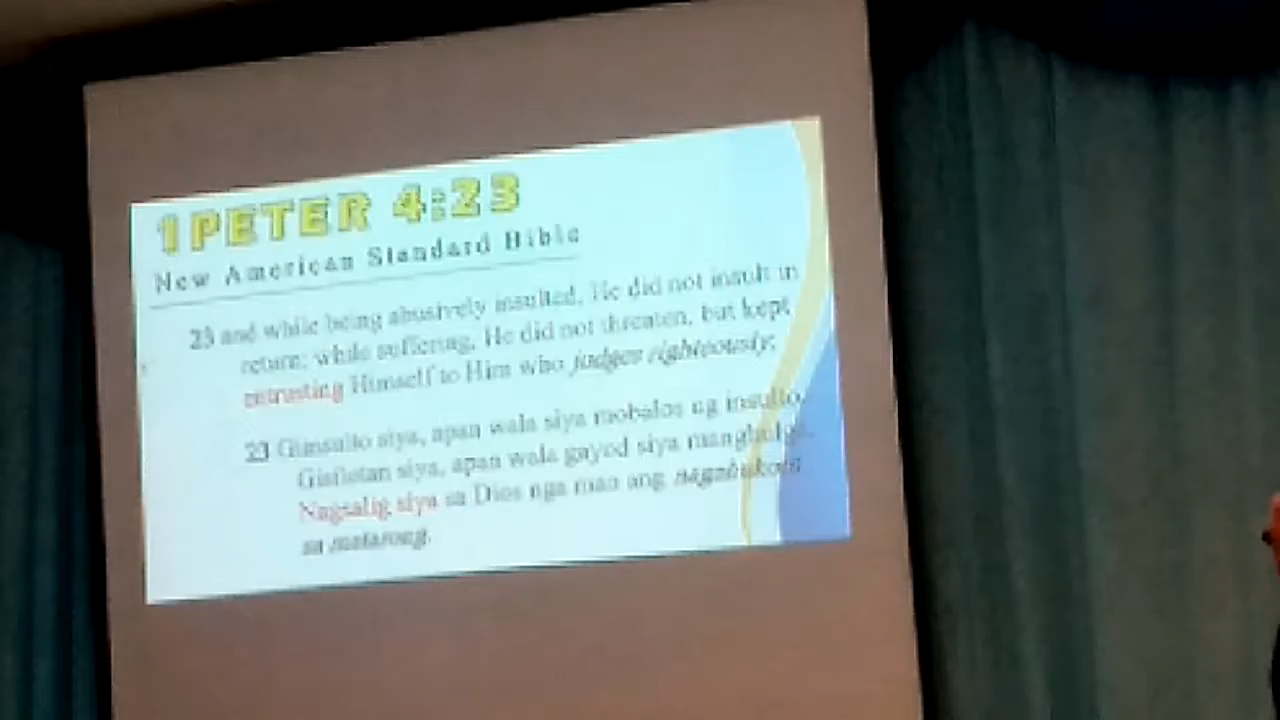 1 PETER 4:23
New American Standard Bible
23 and while being abusively insulted, He did not insult in
return; while suffering, He did not threaten, but kept
entrusting Himself to Him who judges righteously;
23 Giinsulto siya, apan wala siya mobalos ug insulto.
siya, apan wala gayod siya manghulga.
Nagsalig siya sa Dios nga mao ang
sa matarong.